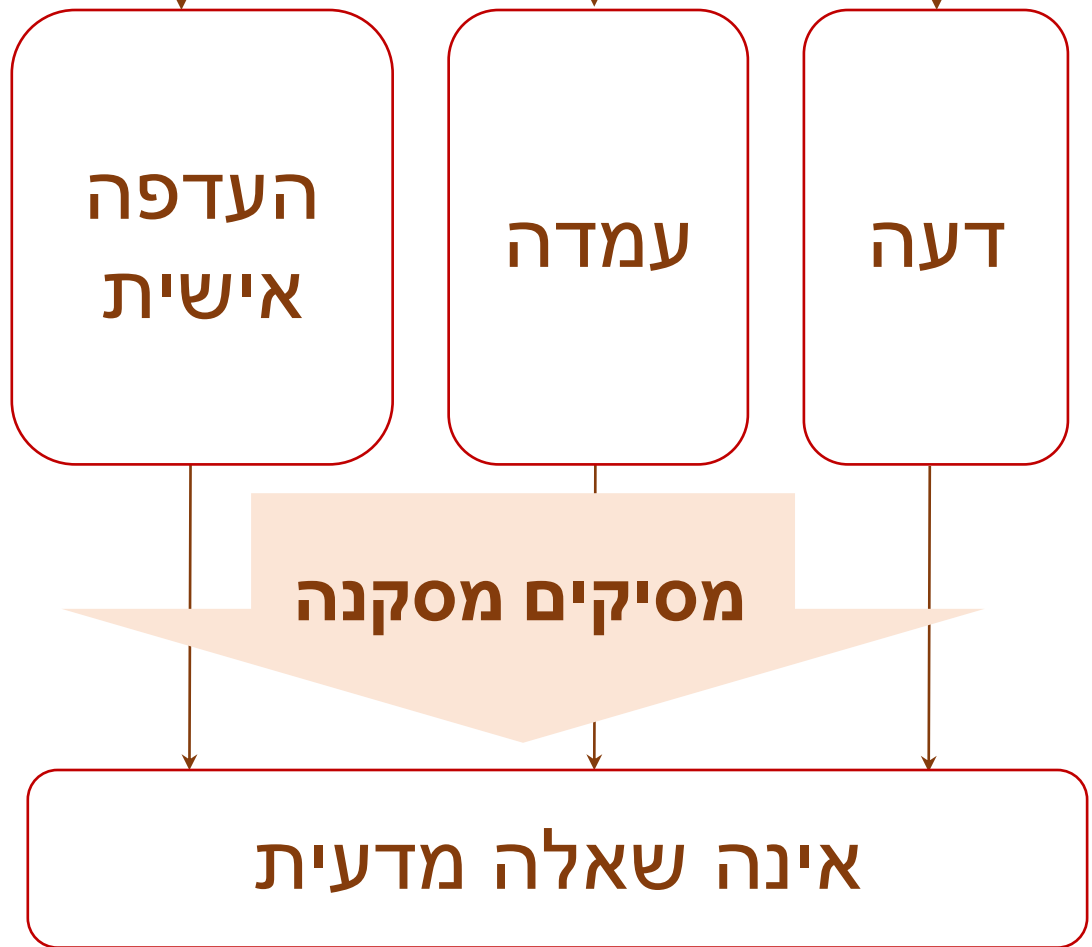 דעה
עמדה
העדפה
אישית
מסיקים מסקנה
אינה שאלה מדעית